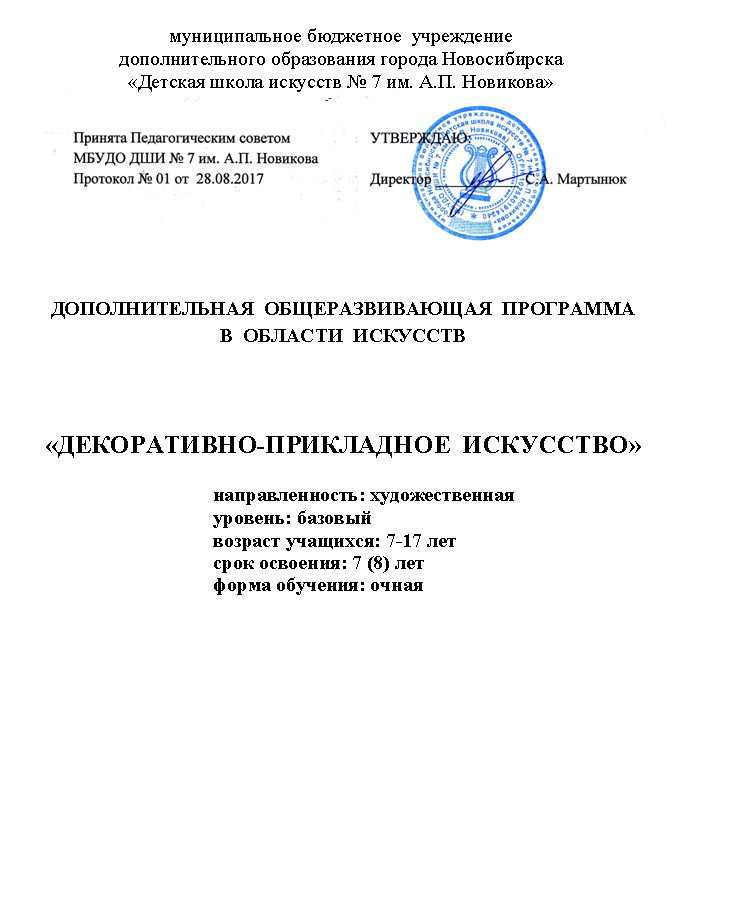 муниципальное бюджетное учреждение
дополнительного образования города Новосибирска
«Детская школа искусств № 7 им. А.П. Новикова»
Принята Педагогическим советом
МБУДО ДШИ № 7 им. А.П. Новикова
Протокол № 01 от 28.08.2017
УТВЕРЖДАЮ:
Директор ____________ С.А. Мартынюк
ДОПОЛНИТЕЛЬНАЯ ОБЩЕРАЗВИВАЮЩАЯ ПРОГРАММА
В ОБЛАСТИ ИСКУССТВ
«ДЕКОРАТИВНО-ПРИКЛАДНОЕ ИСКУССТВО»
направленность: художественная
уровень: базовый
возраст учащихся: 7-17 лет
срок освоения: 7 (8) лет
форма обучения: очная